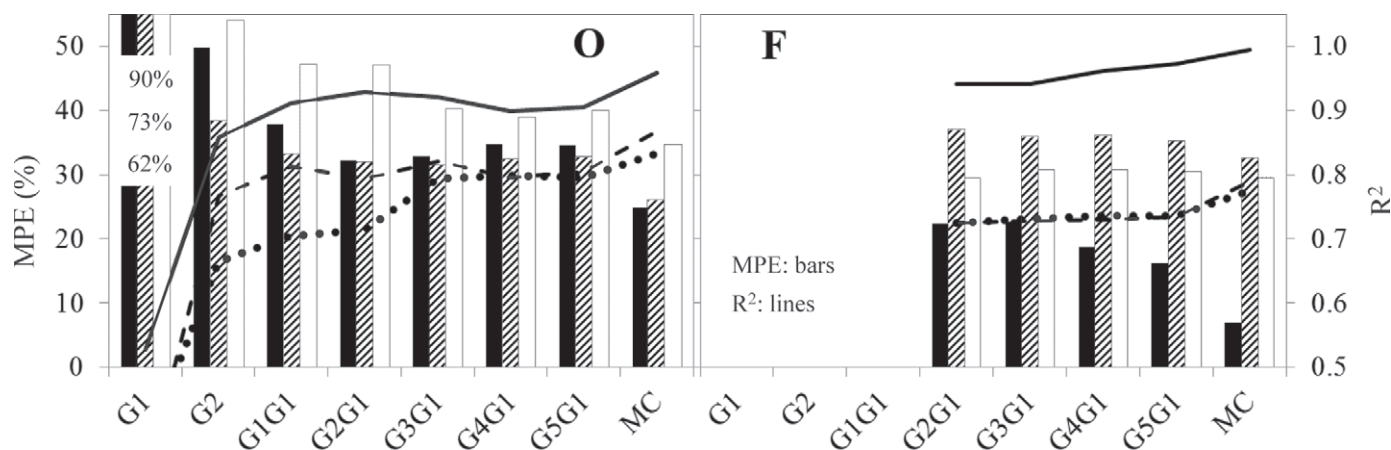 MPE (%)
50
40
30
20
10
0
90%
73%
62%
O
F
MPE: bars
R²: lines
1.0
0.9
0.8
0.7
0.6
0.5
R²
G1 G2 G1G1 G2G1 G3G1 G4G1 G5G1 MC
G1 G2 G1G1 G2G1 G3G1 G4G1 G5G1 MC